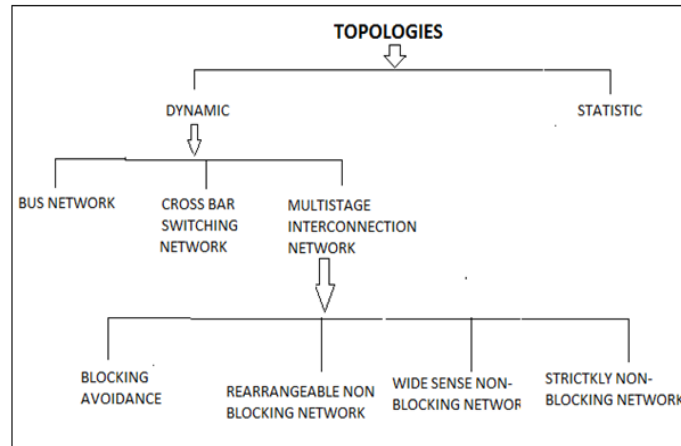 TOPOLOGIES
DYNAMIC
STATISTIC
BUS NETWORK
CROSS BAR
SWITCHING
NETWORK
MULTISTAGE
INTERCONNECTION
NETWORK
BLOCKING
AVOIDANCE
REARRANGEABLE NON
BLOCKING NETWORK
WIDE SENSE NON-
BLOCKING NETWOR
STRICTKLY NON-
BLOCKING NETWORK